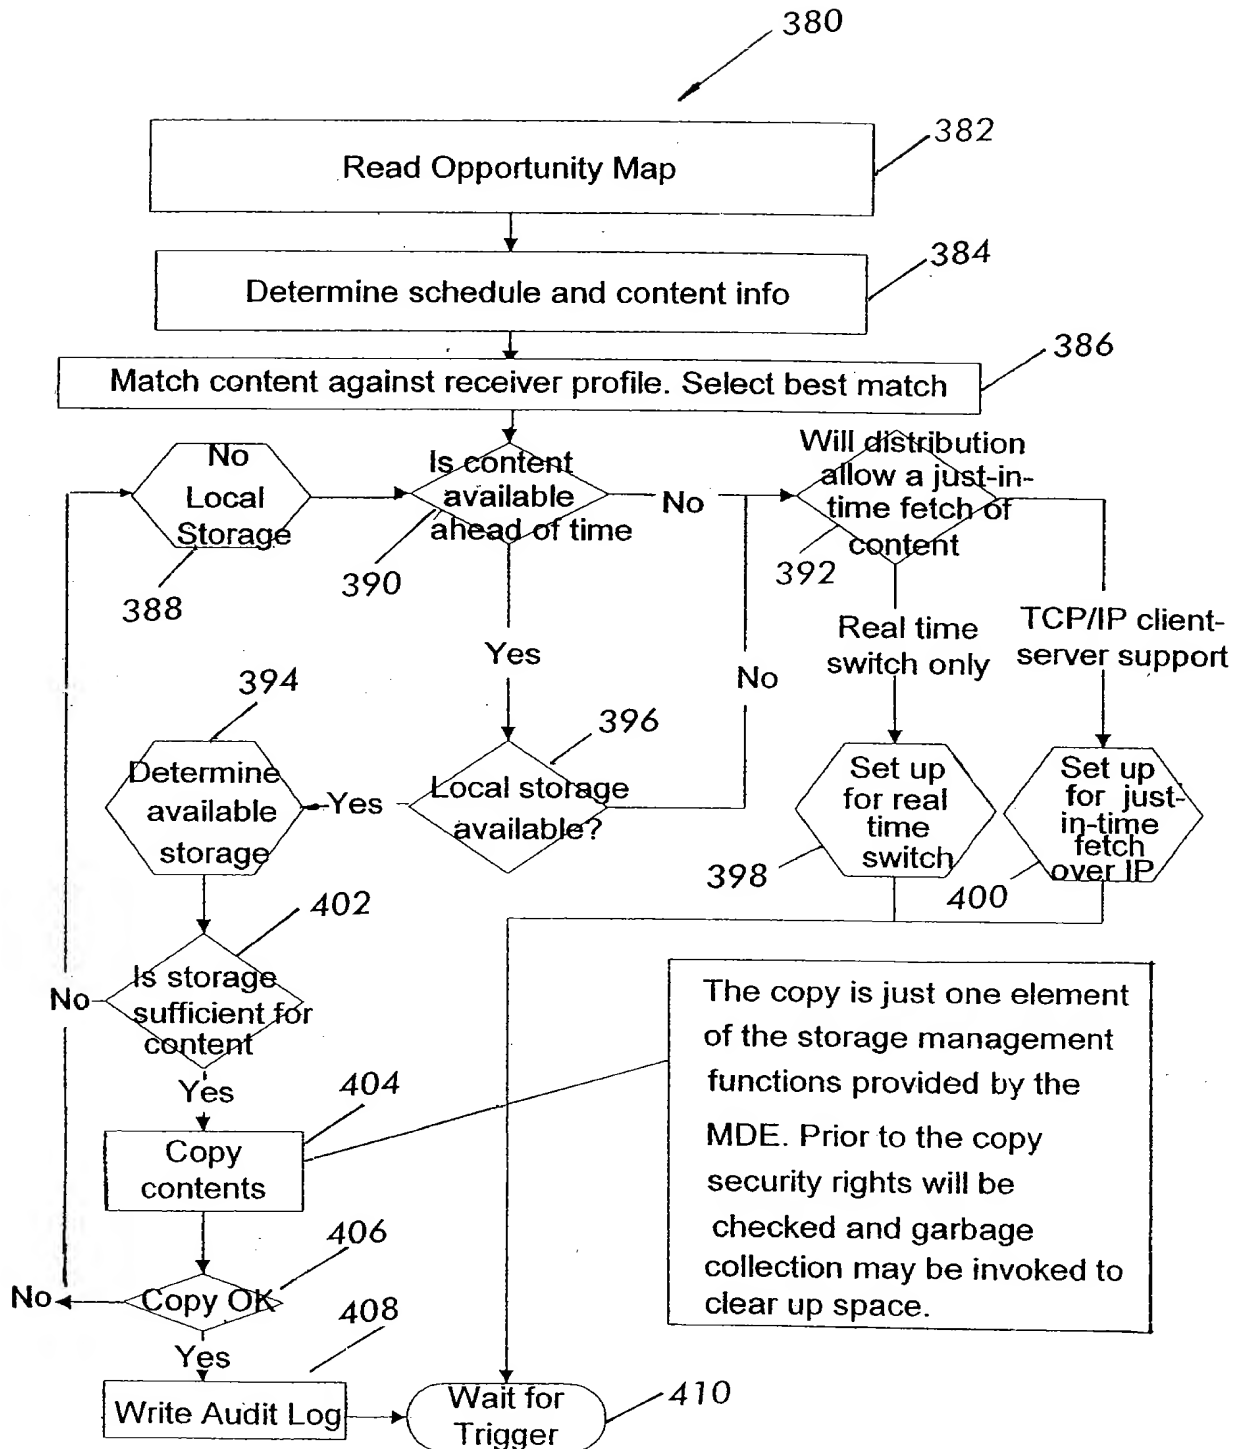 380
382
Read Opportunity Map
384
Determine schedule and content info
386
Match content against receiver profile. Select best match
No
Local
Storage
388
Is content
available
ahead of time
390
No
Will distribution
allow a just-in-
time fetch of
content
392
Yes
No
Real time
switch only
TCP/IP client-
server support
394
Determine
available
storage
Yes
396
Local storage
available?
Set up
for real
time
switch
398
Set up
for just-
in-time
fetch
over IP
400
402
Is storage
sufficient for
content
No
Yes
404
Copy
contents
The copy is just one element
of the storage management
functions provided by the
MDE. Prior to the copy
security rights will be
checked and garbage
collection may be invoked to
clear up space.
406
Copy OK
No
Yes
408
Write Audit Log
Wait for
Trigger
410